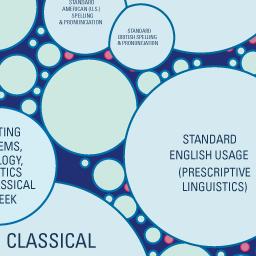 STANDARD
AMERICAN (U.S.)
SPELLING
& PRONUNCIATION
STANDARD
BRITISH SPELLING
& PRONUNCIATION
TING
EMS,
LOGY,
TICS
ASSICAL
EEK
STANDARD
ENGLISH USAGE
(PRESCRIPTIVE
LINGUISTICS)
CLASSICAL